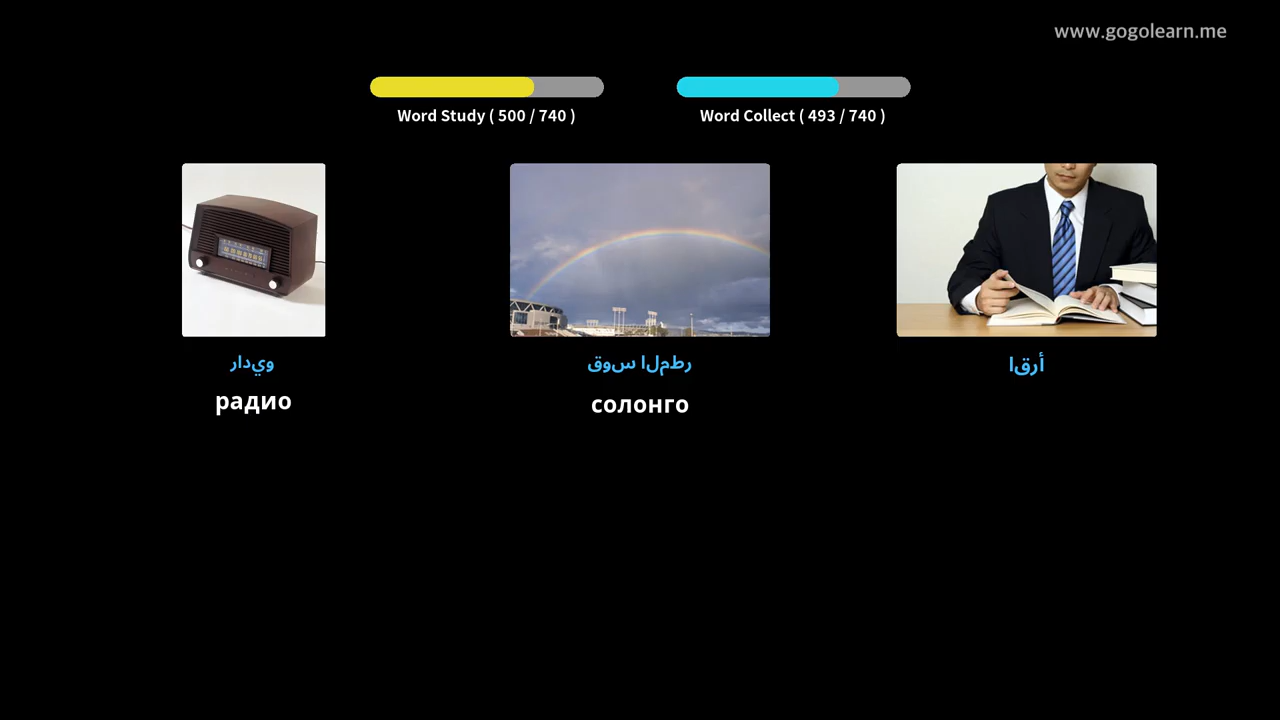 www.gogolearn.me
Word Study ( 500 / 740 )
Word Collect ( 493 / 740 )
ويدار
رطملا سوق
أرقا
радио
солонго